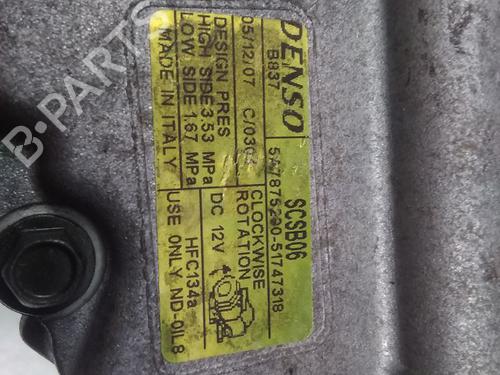 DENSO
SCSB06
B837
5A7875200-51747318
05/12/07 C/0304
CLOCKWISE
ROTATION
DESIGN PRES
HIGH SIDE 3.53 MPa
LOW SIDE 1.67 MPa
DC 12V
HFC134a
MADE IN ITALY
USE ONLY ND-OIL8
B-PARTS